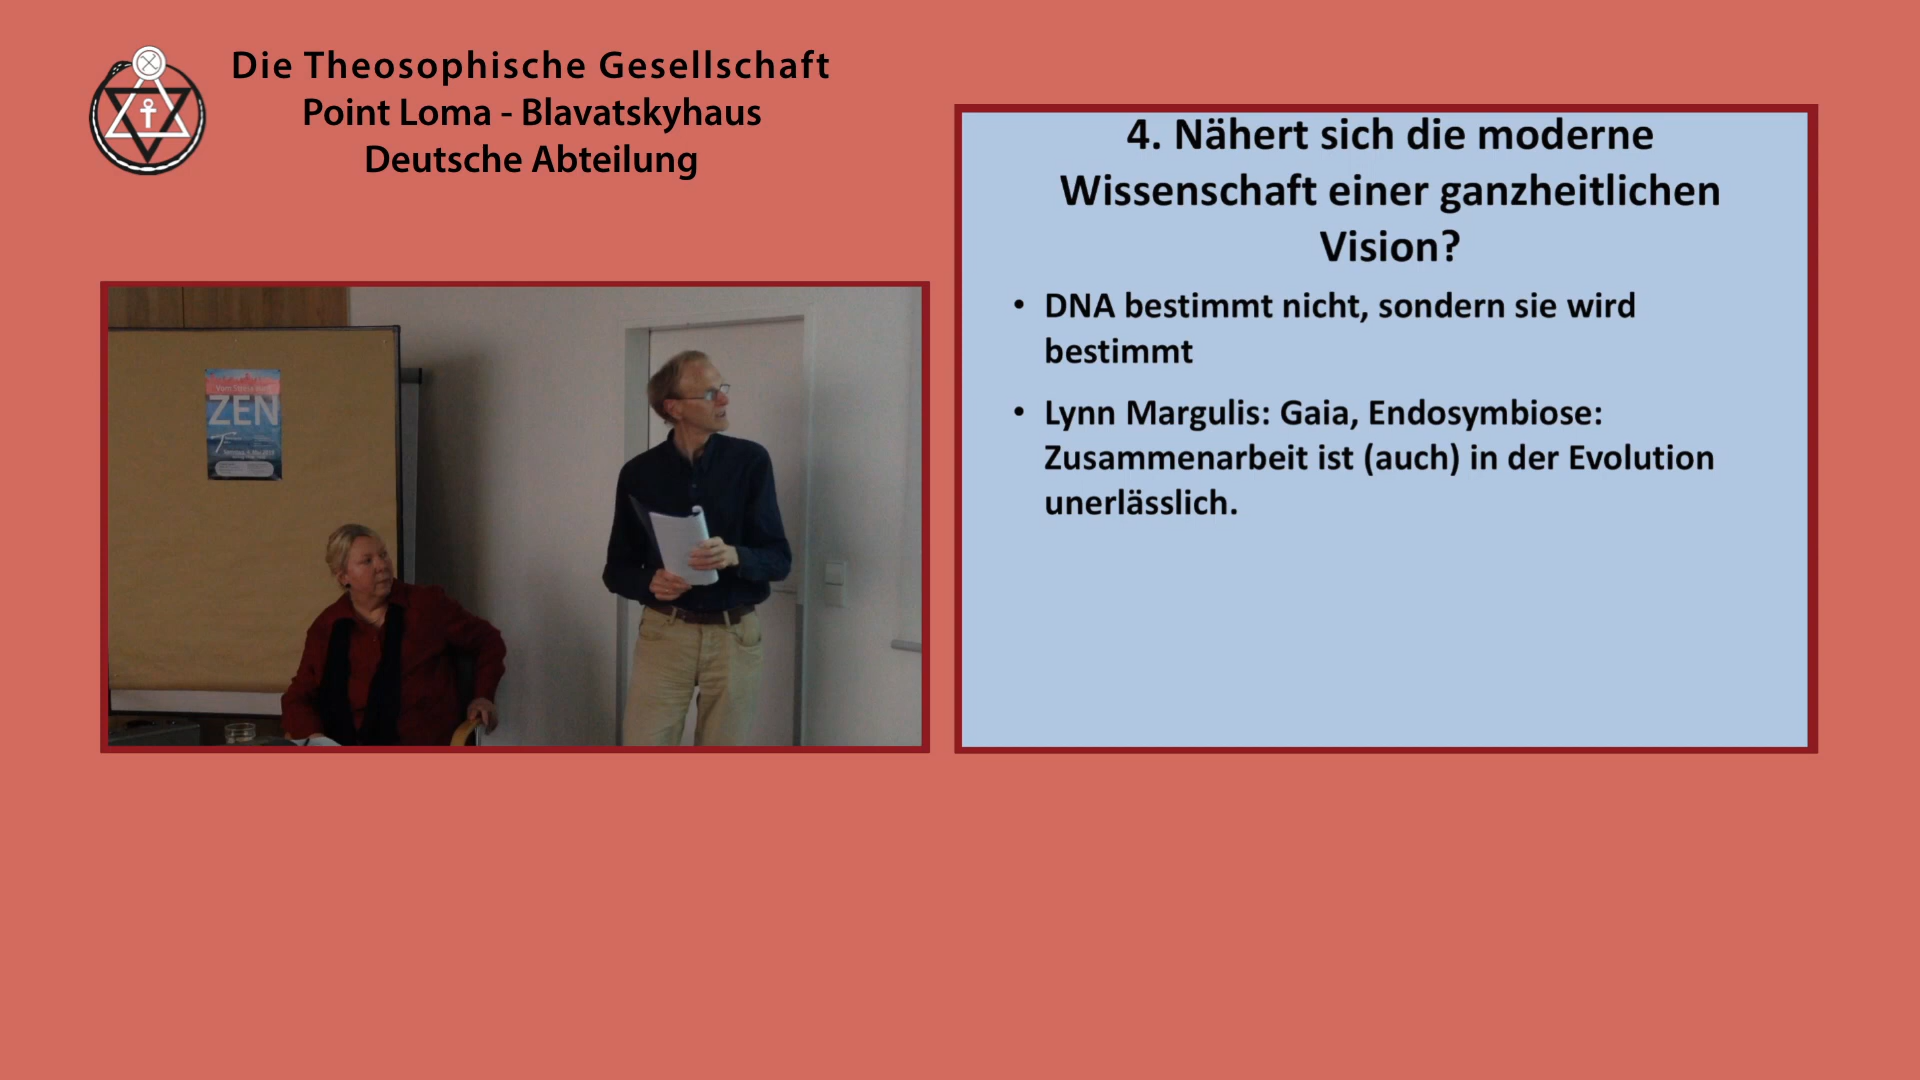 Die Theosophische Gesellschaft
Point Loma - Blavatskyhaus
Deutsche Abteilung
4. Nähert sich die moderne
Wissenschaft einer ganzheitlichen
Vision?
• DNA bestimmt nicht, sondern sie wird
bestimmt
• Lynn Margulis: Gaia, Endosymbiose:
Zusammenarbeit ist (auch) in der Evolution
unerlässlich.
ZEN